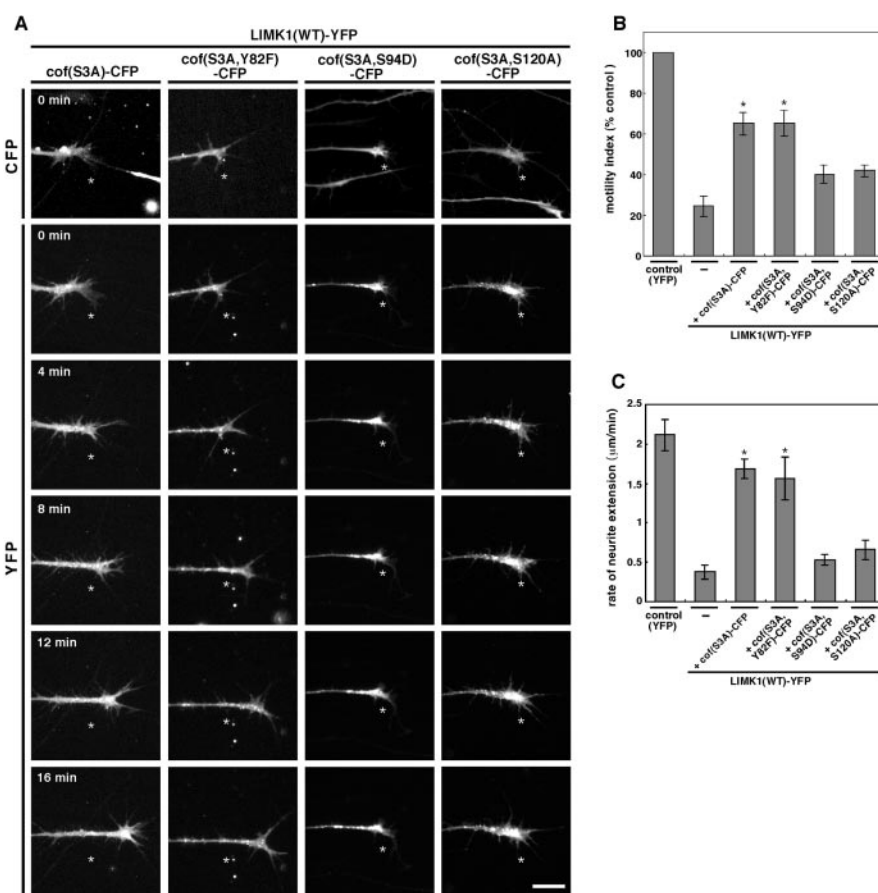 A
LIMK1(WT)-YFP
cof(S3A)-CFP
cof(S3A,Y82F)
-CFP
cof(S3A,S94D)
-CFP
cof(S3A,S120A)
-CFP
CFP
0 min
*
*
*
*
YFP
0 min
*
*
*
*
4 min
*
*
*
*
8 min
*
*
*
*
12 min
*
*
*
*
16 min
*
*
*
*
B
motility index (% control)
100
80
60
40
20
0
*
*
control
(YFP)
–
+ cof(S3A)-CFP
+ cof(S3A,
Y82F)-CFP
+ cof(S3A,
S94D)-CFP
+ cof(S3A,
S120A)-CFP
LIMK1(WT)-YFP
C
rate of neurite extension (μm/min)
2.5
2
1.5
1
0.5
0
*
*
control
(YFP)
–
+ cof(S3A)-CFP
+ cof(S3A,
Y82F)-CFP
+ cof(S3A,
S94D)-CFP
+ cof(S3A,
S120A)-CFP
LIMK1(WT)-YFP